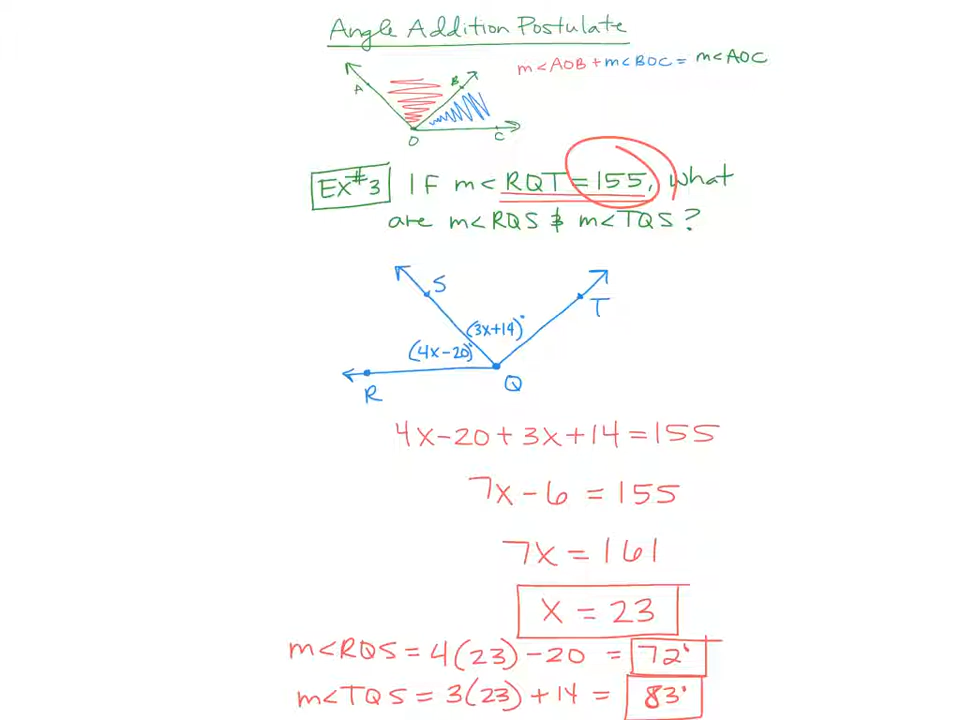 Angle Addition Postulate
m<AOB + m<BOC = m<AOC
A
B
O
C
Ex#3 IF m< RQT = 155, what
are m<RQS & m<TQS?
S
T
(3x+14)°
(4x-20)°
R
Q
4x-20+3x+14=155
7x-6 = 155
7x = 161
x = 23
m<RQS = 4(23)-20 = 72°
m<TQS = 3(23)+14 = 83°